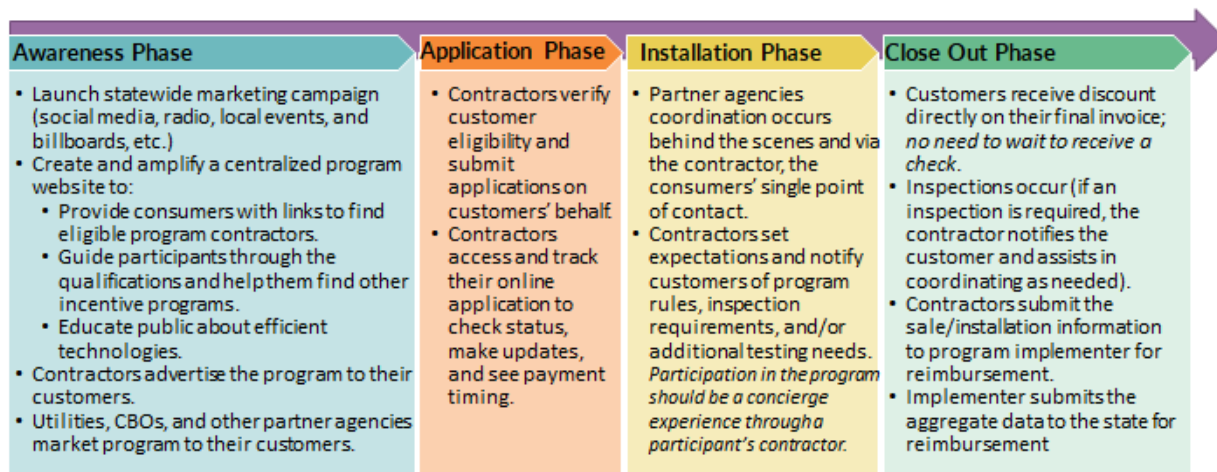 Awareness Phase
• Launch statewide marketing campaign
(social media, radio, local events, and
billboards, etc.)
• Create and amplify a centralized program
website to:
• Provide consumers with links to find
eligible program contractors.
• Guide participants through the
qualifications and help them find other
incentive programs.
• Educate public about efficient
technologies.
• Contractors advertise the program to their
customers.
• Utilities, CBOs, and other partner agencies
market program to their customers.
Application Phase
• Contractors verify
customer
eligibility and
submit
applications on
customers' behalf.
• Contractors
access and track
their online
application to
check status,
make updates,
and see payment
timing.
Installation Phase
• Partner agencies
coordination occurs
behind the scenes and via
the contractor, the
consumers' single point
of contact.
• Contractors set
expectations and notify
customers of program
rules, inspection
requirements, and/or
additional testing needs.
Participation in the program
should be a concierge
experience through a
participant's contractor.
Close Out Phase
• Customers receive discount
directly on their final invoice;
no need to wait to receive a
check.
• Inspections occur (if an
inspection is required, the
contractor notifies the
customer and assists in
coordinating as needed).
• Contractors submit the
sale/installation information
to program implementer for
reimbursement.
• Implementer submits the
aggregate data to the state for
reimbursement